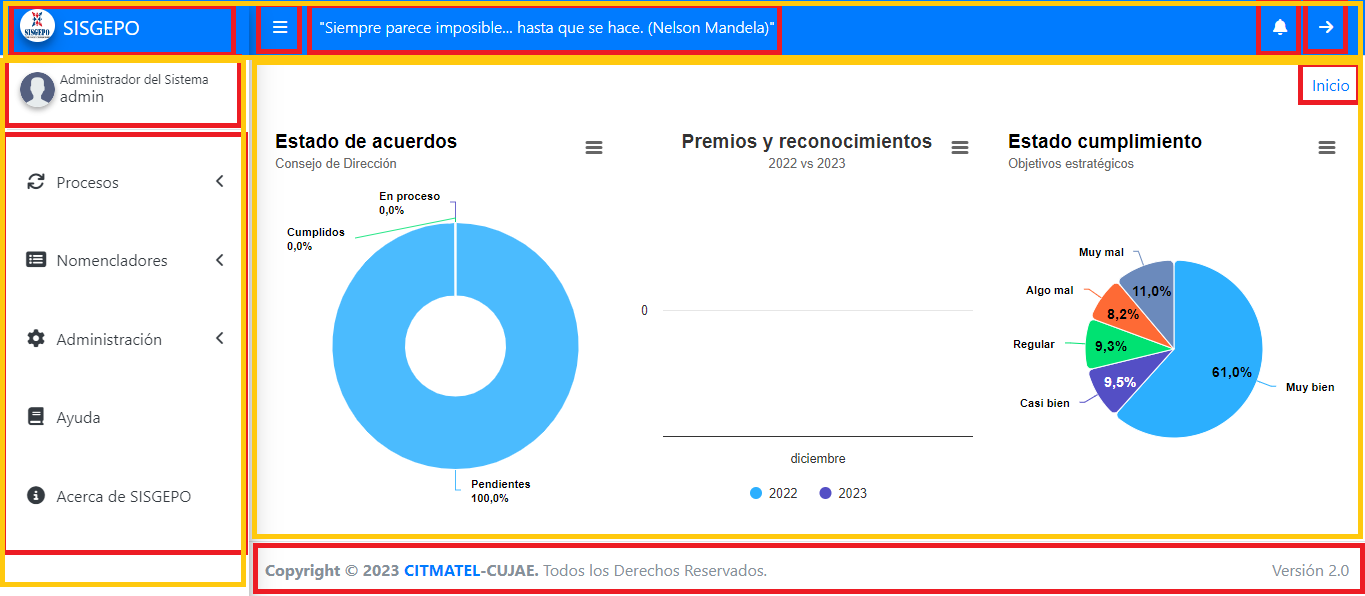 SISGEPO
SISGEPO
"Siempre parece imposible... hasta que se hace. (Nelson Mandela)"
Administrador del Sistema
admin
Inicio
Procesos
Nomencladores
Administración
Ayuda
Acerca de SISGEPO
Estado de acuerdos
Consejo de Dirección
En proceso
0,0%
Cumplidos
0,0%
Pendientes
100,0%
Premios y reconocimientos
2022 vs 2023
0
diciembre
2022
2023
Estado cumplimiento
Objetivos estratégicos
Muy mal
11,0%
Algo mal
8,2%
Regular
9,3%
Casi bien
9,5%
61,0%
Muy bien
Copyright © 2023 CITMATEL-CUJAE. Todos los Derechos Reservados.
Versión 2.0